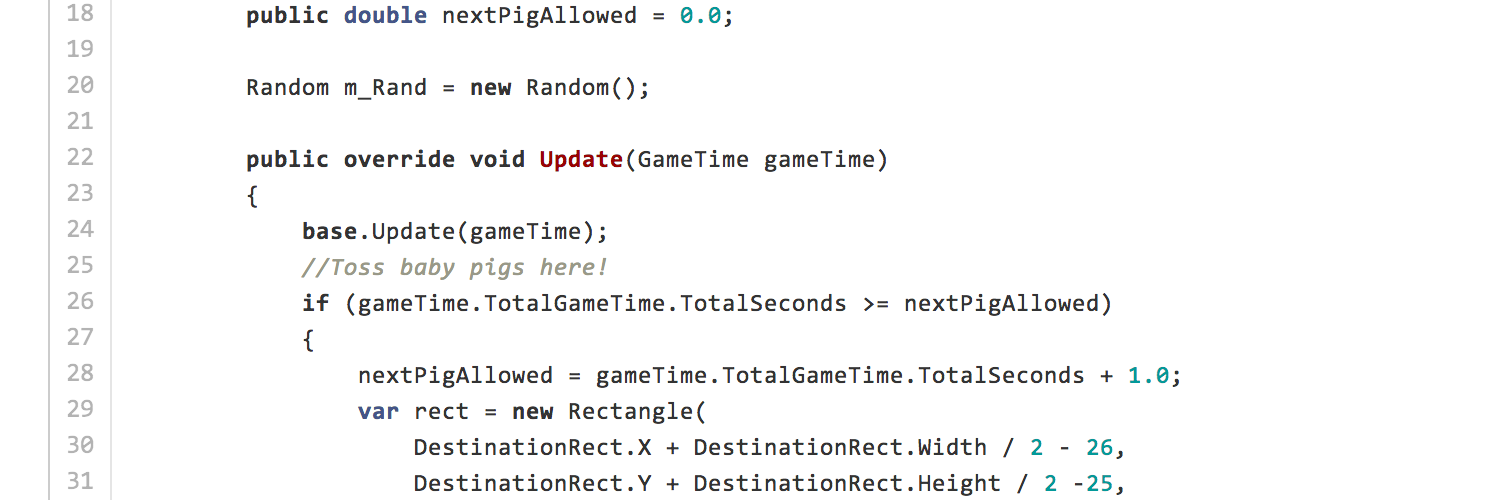 18 public double nextPigAllowed = 0.0;
19
20 Random m_Rand = new Random();
21
22 public override void Update(GameTime gameTime)
23 {
24 base.Update(gameTime);
25 //Toss baby pigs here!
26 if (gameTime.TotalGameTime.TotalSeconds >= nextPigAllowed)
27 {
28 nextPigAllowed = gameTime.TotalGameTime.TotalSeconds + 1.0;
29 var rect = new Rectangle(
30 DestinationRect.X + DestinationRect.Width / 2 - 26,
31 DestinationRect.Y + DestinationRect.Height / 2 -25,